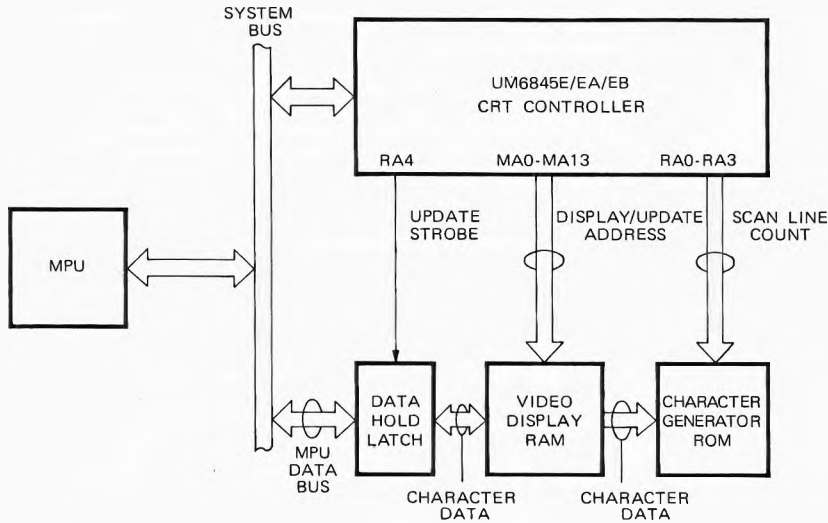 SYSTEM
BUS
UM6845E/EA/EB
CRT CONTROLLER
RA4
MA0-MA13
RA0-RA3
UPDATE
STROBE
DISPLAY/UPDATE
ADDRESS
SCAN LINE
COUNT
MPU
DATA
HOLD
LATCH
VIDEO
DISPLAY
RAM
CHARACTER
GENERATOR
ROM
MPU
DATA
BUS
CHARACTER
DATA
CHARACTER
DATA